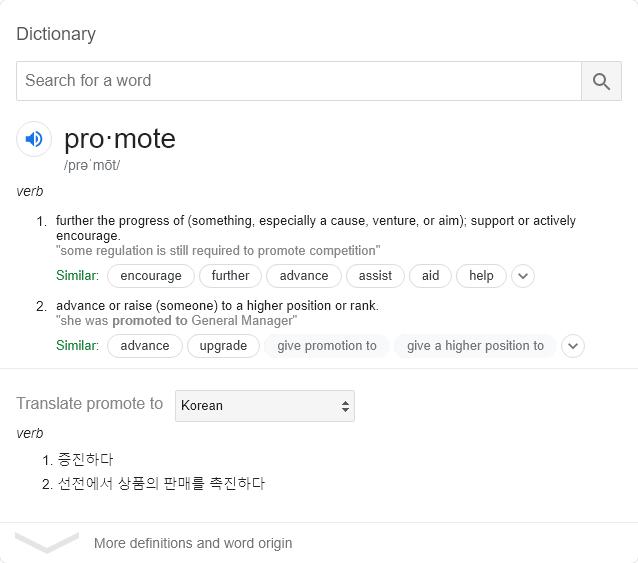 Dictionary
Search for a word
pro·mote
/prəˈmōt/
verb
1. further the progress of (something, especially a cause, venture, or aim); support or actively
encourage.
"some regulation is still required to promote competition"
Similar: encourage further advance assist aid help
2. advance or raise (someone) to a higher position or rank.
"she was promoted to General Manager"
Similar: advance upgrade give promotion to give a higher position to
Translate promote to Korean
verb
1. 증진하다
2. 선전에서 상품의 판매를 촉진하다
More definitions and word origin